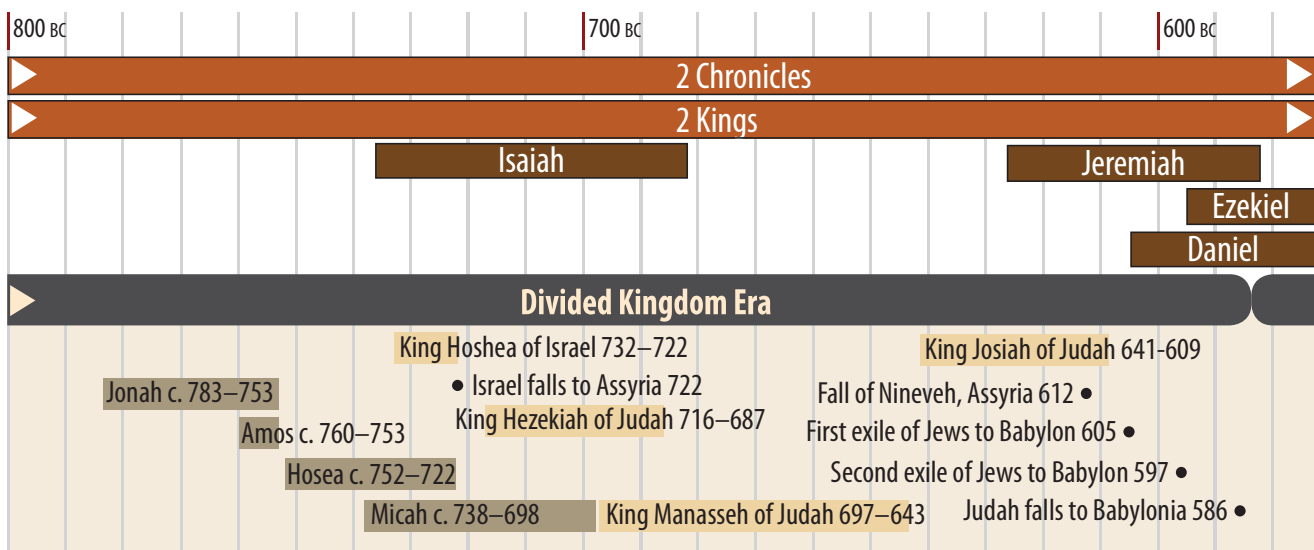 800 BC
700 BC
600 BC
2 Chronicles
2 Kings
Isaiah
Jeremiah
Ezekiel
Daniel
Divided Kingdom Era
King Hoshea of Israel 732–722
King Josiah of Judah 641-609
Jonah c. 783–753
• Israel falls to Assyria 722
Fall of Nineveh, Assyria 612 •
Amos c. 760–753
King Hezekiah of Judah 716–687
First exile of Jews to Babylon 605 •
Hosea c. 752–722
Second exile of Jews to Babylon 597 •
Micah c. 738–698
King Manasseh of Judah 697–643
Judah falls to Babylonia 586 •